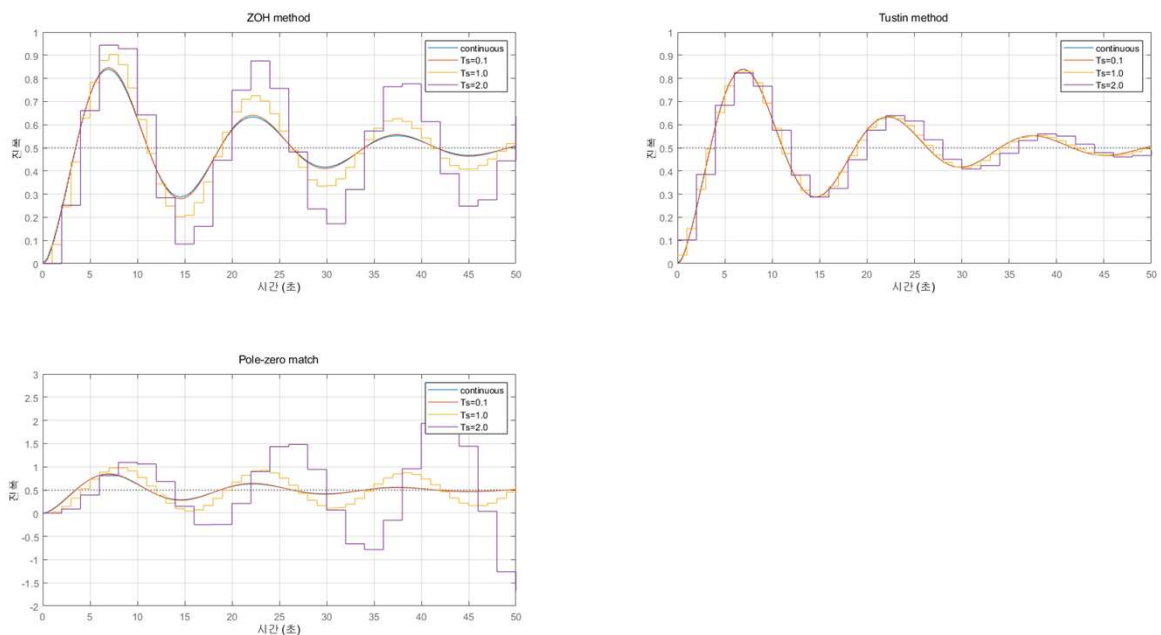 ZOH method
continuous
Ts=0.1
Ts=1.0
Ts=2.0
진폭
1
0.9
0.8
0.7
0.6
0.5
0.4
0.3
0.2
0.1
0
0 5 10 15 20 25 30 35 40 45 50
시간 (초)
Tustin method
continuous
Ts=0.1
Ts=1.0
Ts=2.0
진폭
1
0.9
0.8
0.7
0.6
0.5
0.4
0.3
0.2
0.1
0
0 5 10 15 20 25 30 35 40 45 50
시간 (초)
Pole-zero match
continuous
Ts=0.1
Ts=1.0
Ts=2.0
진폭
3
2.5
2
1.5
1
0.5
0
-0.5
-1
-1.5
-2
0 5 10 15 20 25 30 35 40 45 50
시간 (초)